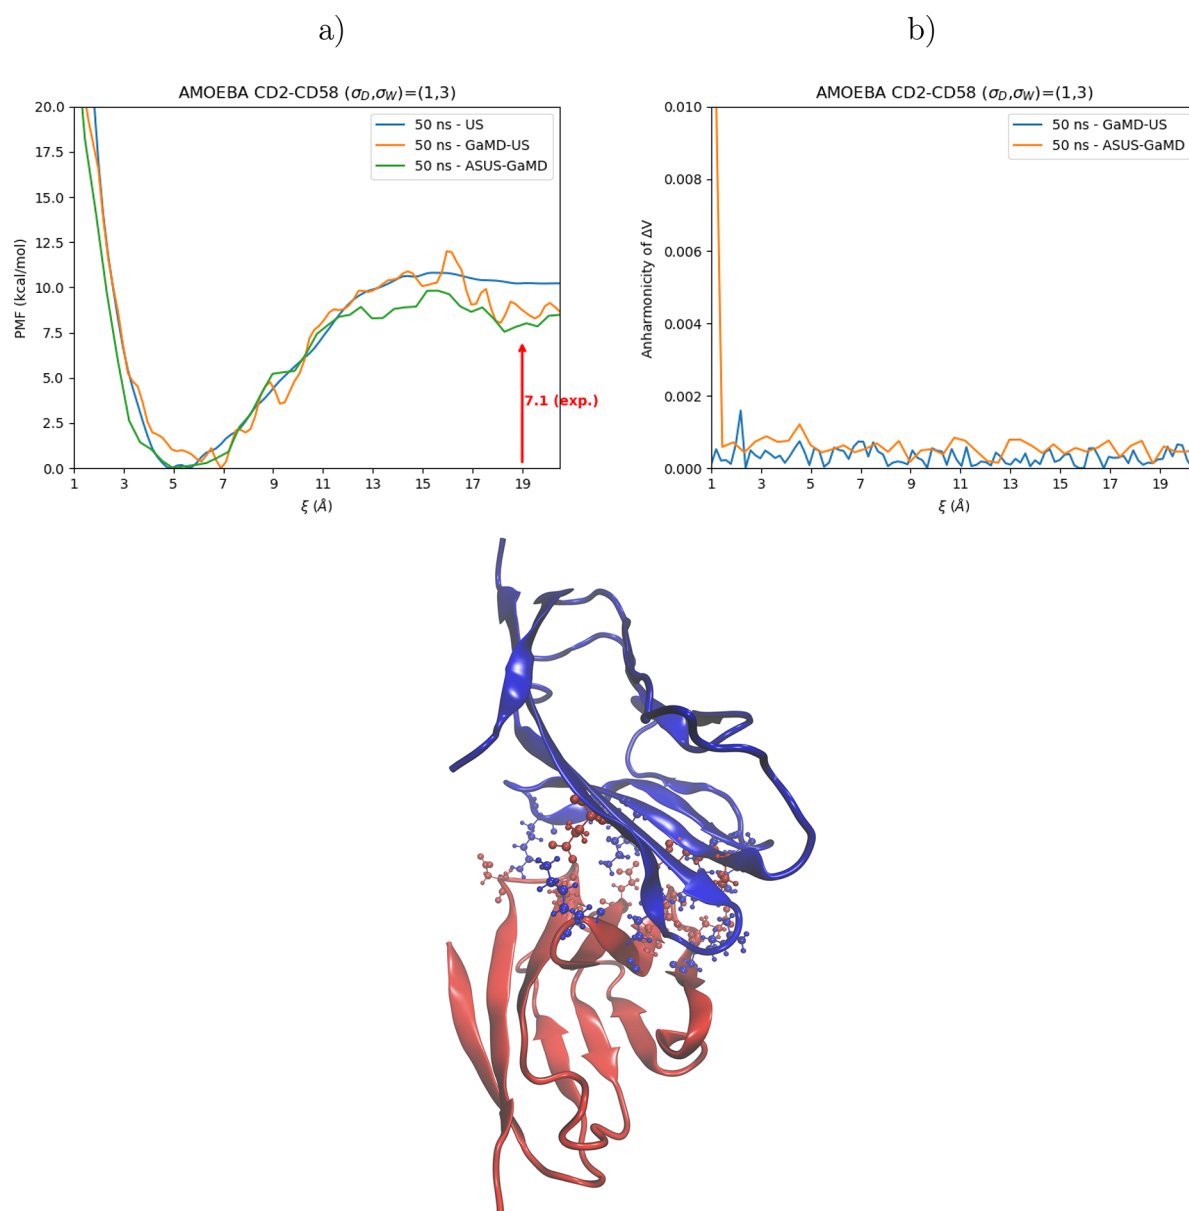 a)
b)
AMOEBA CD2-CD58 (σD,σW)=(1,3)
20.0
17.5
15.0
12.5
10.0
7.5
5.0
2.5
0.0
PMF (kcal/mol)
50 ns - US
50 ns - GaMD-US
50 ns - ASUS-GaMD
7.1 (exp.)
1 3 5 7 9 11 13 15 17 19
ξ (Å)
AMOEBA CD2-CD58 (σD,σW)=(1,3)
0.010
0.008
0.006
0.004
0.002
0.000
Anharmonicity of ΔV
50 ns - GaMD-US
50 ns - ASUS-GaMD
1 3 5 7 9 11 13 15 17 19
ξ (Å)